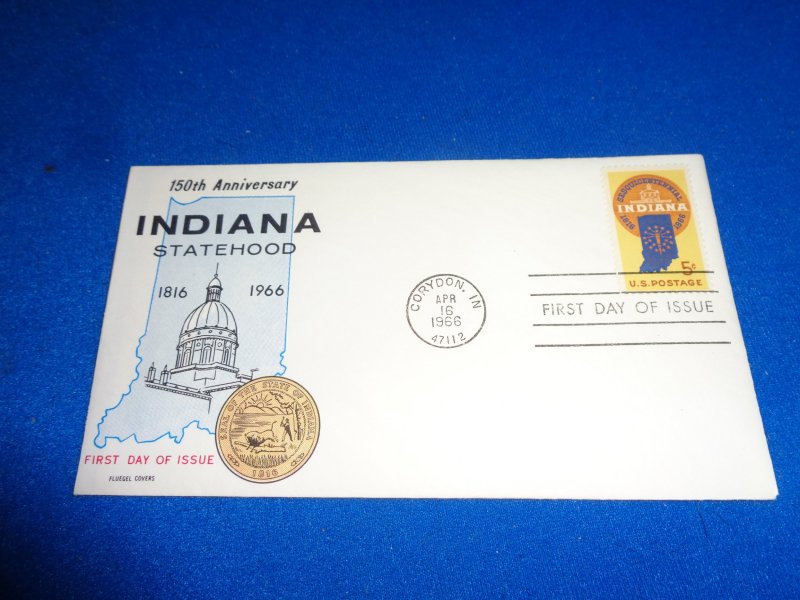 150th Anniversary
INDIANA
STATEHOOD
1816 1966
SEAL OF THE STATE OF INDIANA
1816
FIRST DAY OF ISSUE
FLUEGEL COVERS
CORYDON, IN
APR
16
1966
47112
SESQUICENTENNIAL
INDIANA
1816 1966
5c
U.S. POSTAGE
FIRST DAY OF ISSUE